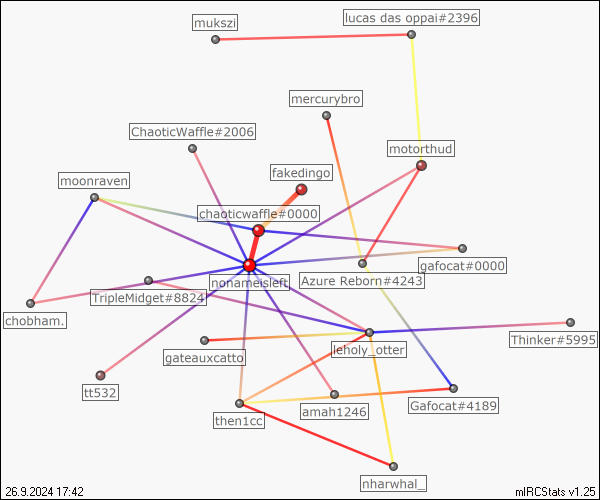 mukszi
lucas das oppai#2396
mercurybro
ChaoticWaffle#2006
motorthud
fakedingo
moonraven
chaoticwaffle#0000
gafocat#0000
nonameisleft
Azure Reborn#4243
TripleMidget#8824
chobham.
Thinker#5995
leholy_otter
gateauxcatto
tt532
Gafocat#4189
amah1246
then1cc
nharwhal_
26.9.2024 17:42
mIRCStats v1.25